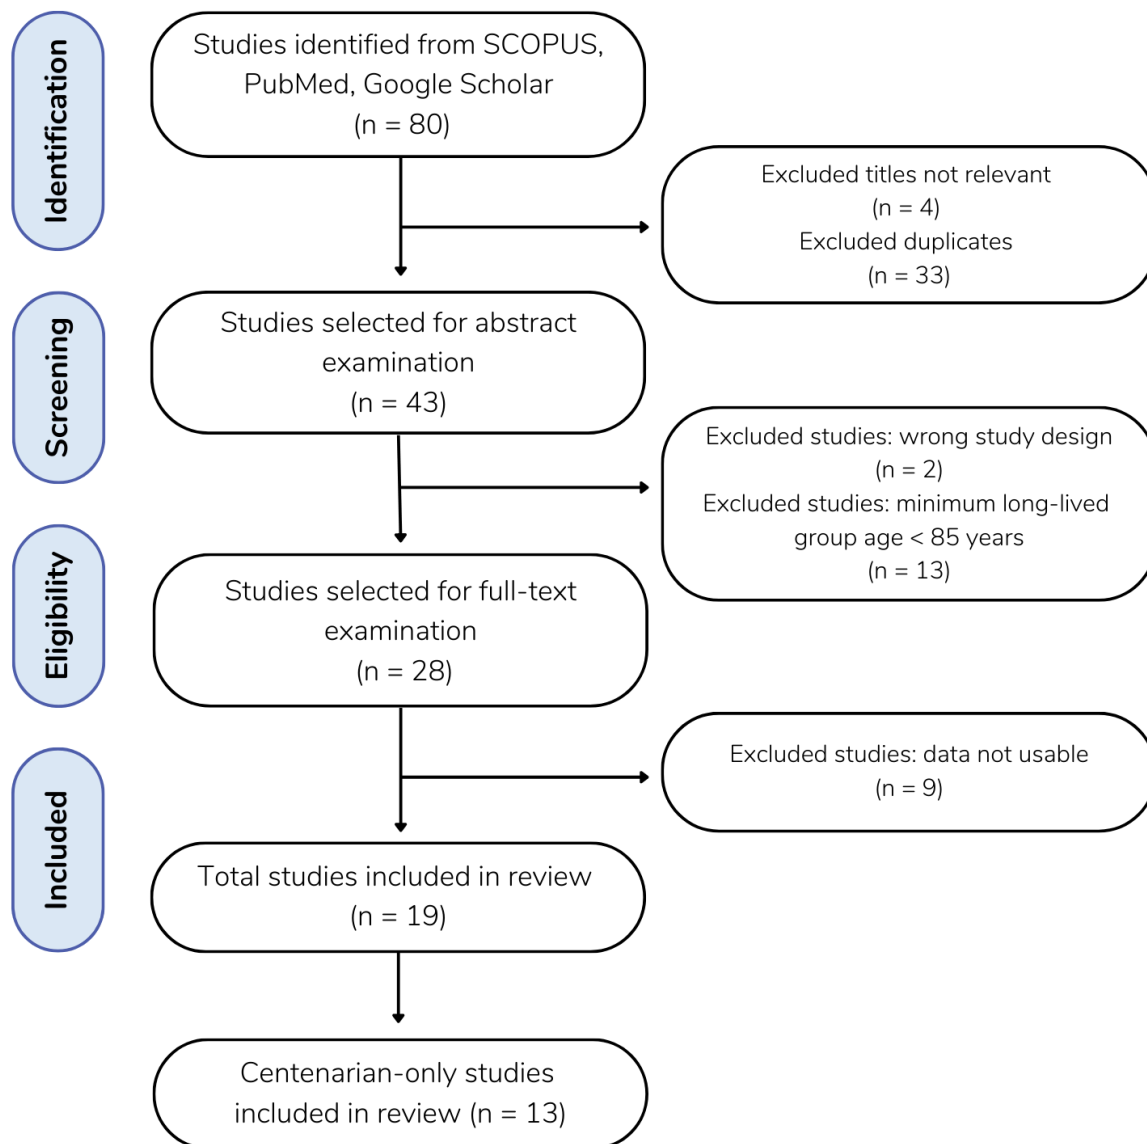 Identification
Studies identified from SCOPUS,
PubMed, Google Scholar
(n = 80)
Excluded titles not relevant
(n = 4)
Excluded duplicates
(n = 33)
Screening
Studies selected for abstract
examination
(n = 43)
Excluded studies: wrong study design
(n = 2)
Excluded studies: minimum long-lived
group age < 85 years
(n = 13)
Eligibility
Studies selected for full-text
examination
(n = 28)
Excluded studies: data not usable
(n = 9)
Included
Total studies included in review
(n = 19)
Centenarian-only studies
included in review (n = 13)